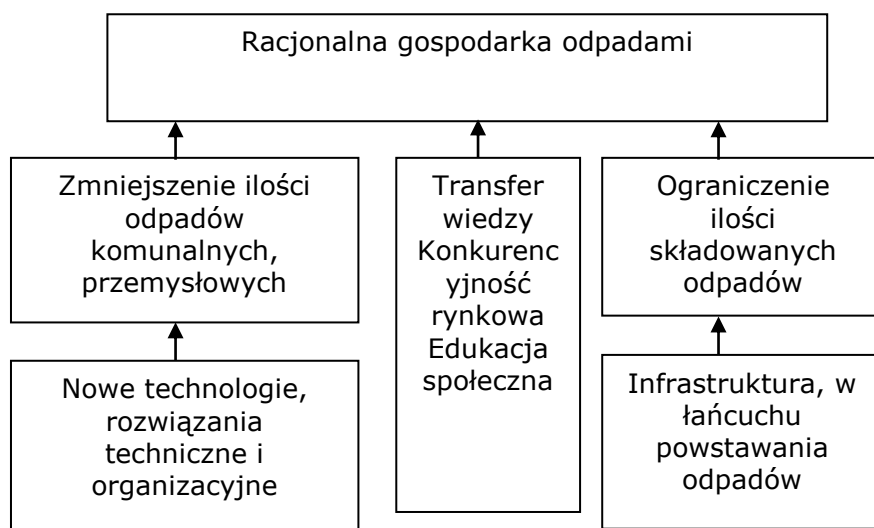 Racjonalna gospodarka odpadami
Zmniejszenie ilości
odpadów
komunalnych,
przemysłowych
Transfer
wiedzy
Konkurenc
yjność
rynkowa
Edukacja
społeczna
Ograniczenie
ilości
składowanych
odpadów
Nowe technologie,
rozwiązania
techniczne i
organizacyjne
Infrastruktura, w
łańcuchu
powstawania
odpadów